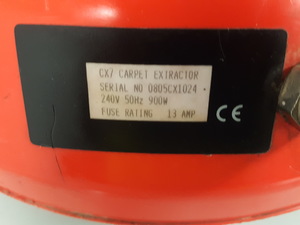 CX7 CARPET EXTRACTOR
SERIAL NO 0805CX1024
240V 50Hz 900W
FUSE RATING 13 AMP
CE